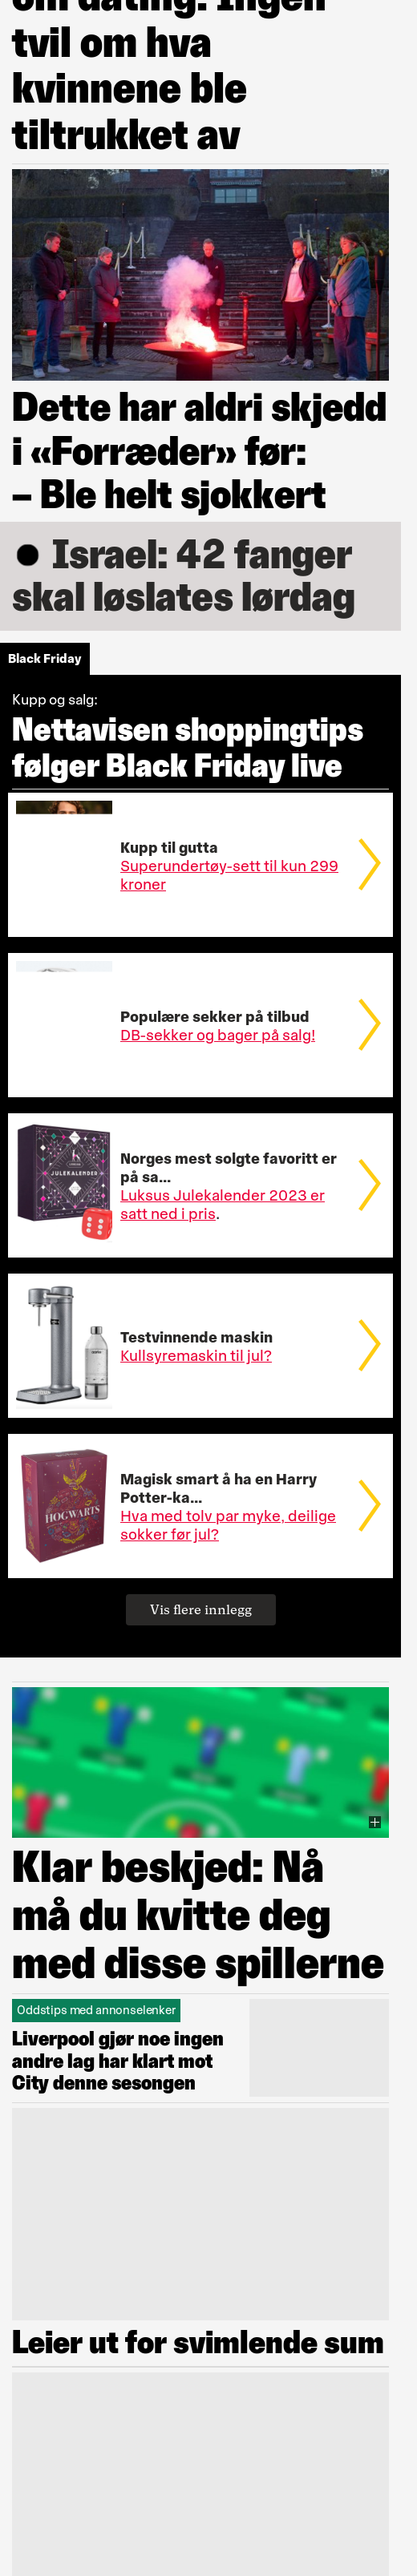 tvil om hva
kvinnene ble
tiltrukket av
Dette har aldri skjedd
i «Forræder» før:
– Ble helt sjokkert
Israel: 42 fanger
skal løslates lørdag
Black Friday
Kupp og salg:
Nettavisen shoppingtips
følger Black Friday live
Kupp til gutta
Superundertøy-sett til kun 299
kroner
Populære sekker på tilbud
DB-sekker og bager på salg!
JULEKALENDER
Norges mest solgte favoritt er
på sa...
Luksus Julekalender 2023 er
satt ned i pris.
Testvinnende maskin
Kullsyremaskin til jul?
HOGWARTS
Magisk smart å ha en Harry
Potter-ka...
Hva med tolv par myke, deilige
sokker før jul?
Vis flere innlegg
Klar beskjed: Nå
må du kvitte deg
med disse spillerne
Oddstips med annonselenker
Liverpool gjør noe ingen
andre lag har klart mot
City denne sesongen
Leier ut for svimlende sum